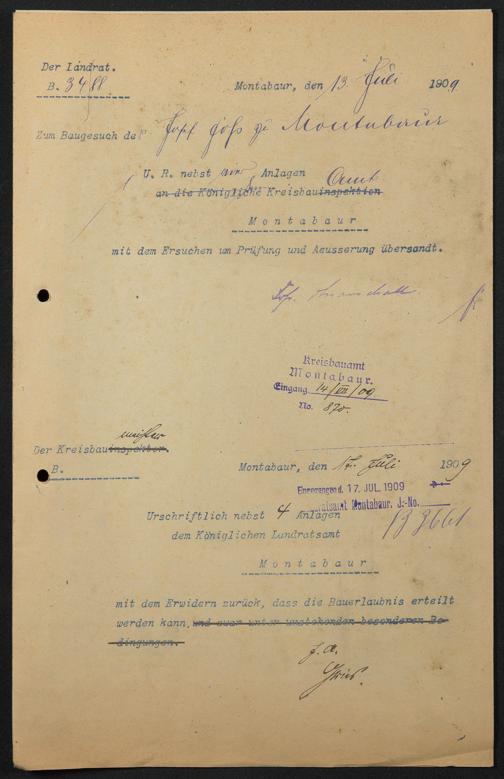 Der Landrat.
B. 3488.
Montabaur, den 13. Juli 1909
Zum Baugesuch des Josef zu Montabaur
U. R. nebst Anlagen
an die Königliche Kreisbauinspektion Amt
Montabaur
mit dem Ersuchen um Prüfung und Aeusserung übersandt.
Kreisbauamt
Montabaur.
Eingang 14/VII/09
No. 870.
Der Kreisbauinspektor. meister
B.
Montabaur, den 17. Juli 1909
Eingegangen d. 17. JUL. 1909
Urschriftlich nebst 4 Anlagen
Montabaur. J.-No.
B 3661
dem Königlichen Landratsamt
Montabaur
mit dem Erwidern zurück, dass die Bauerlaubnis erteilt
werden kann, und zwar unter umstehenden besonderen Be-
dingungen.
J. A.